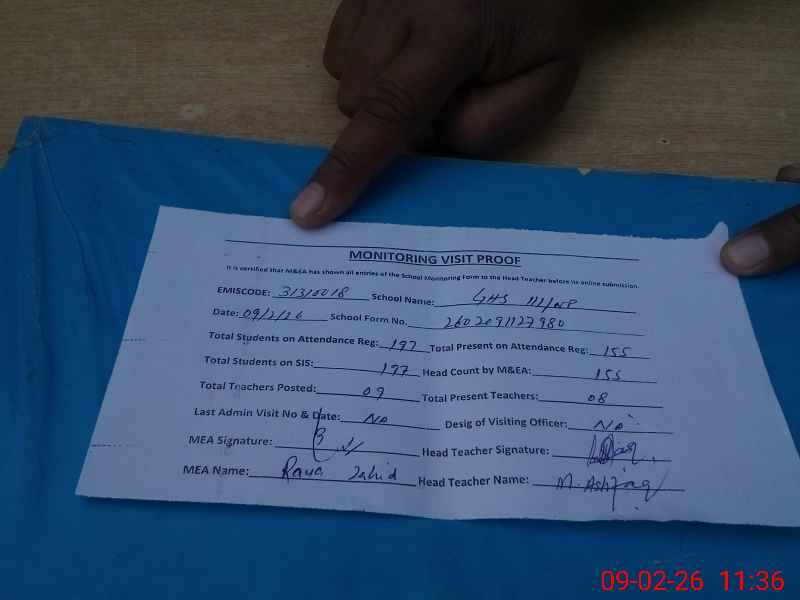 MONITORING VISIT PROOF
It is certified that M&EA has shown all entries of the School Monitoring Form to the Head Teacher before its online submission.
EMISCODE: 31310018 School Name: GHS 111/NP
Date: 09/2/26 School Form No. 2602091127980
Total Students on Attendance Reg: 197 Total Present on Attendance Reg: 155
Total Students on SIS: 197 Head Count by M&EA: 155
Total Teachers Posted: 09 Total Present Teachers: 08
Last Admin Visit No & Date: No Desig of Visiting Officer: No
MEA Signature: Head Teacher Signature:
MEA Name: Rana Zahid Head Teacher Name: M. Ashfaq
09-02-26 11:36